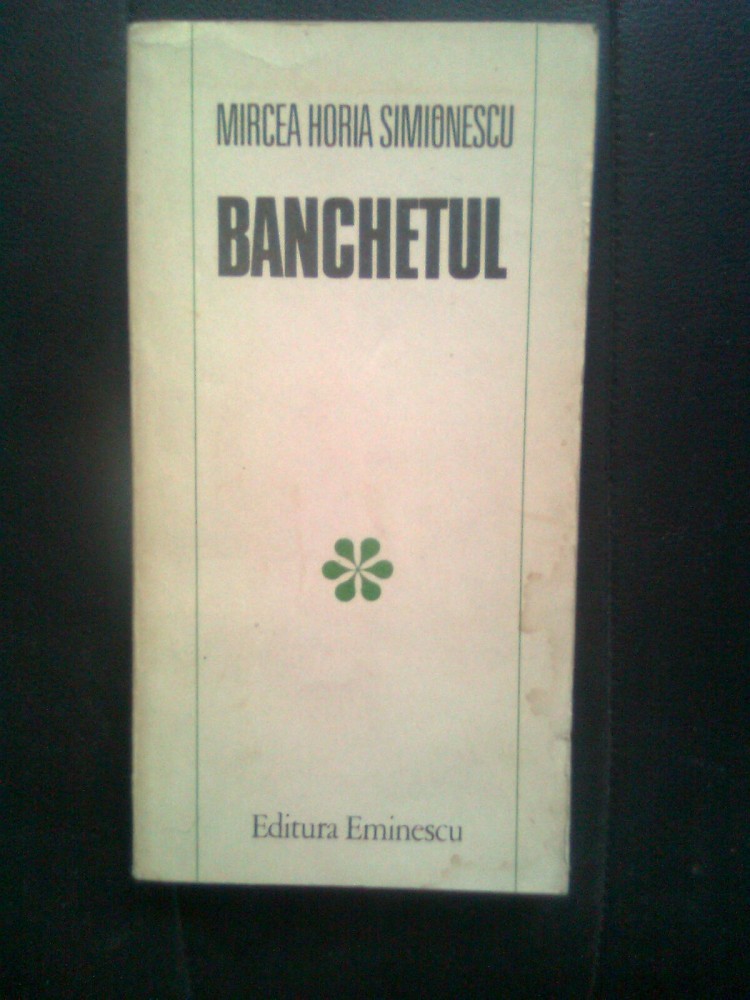 MIRCEA HORIA SIMIONESCU
BANCHETUL
Editura Eminescu